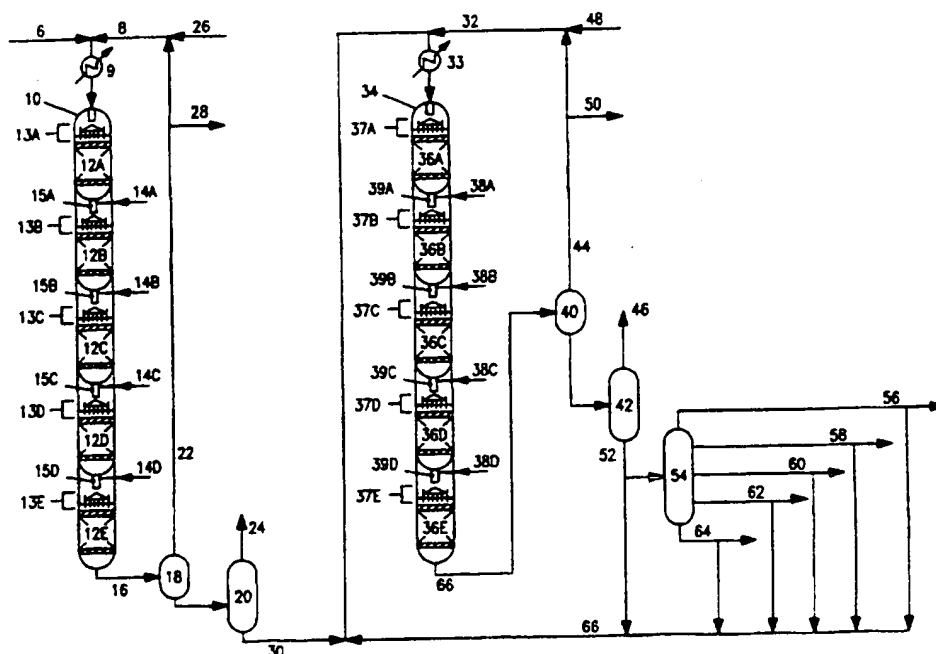 6 8 26 32 48
9 33
10 34
28 50
13A 37A
12A 36A
15A 14A 39A 38A
13B 37B
12B 36B 44
15B 14B 39B 38B
13C 37C 40 46
12C 36C
15C 14C 39C 38C
13D 37D 42 56
12D 22 36D 52 58
15D 14D 39D 38D 54 60
13E 37E 62
12E 24 36E 64
16 18 66
20
30 66